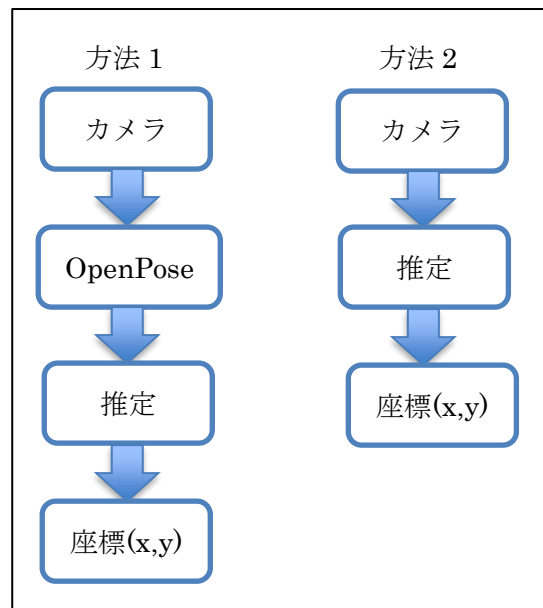 方法 1
カメラ
OpenPose
推定
座標(x,y)
方法 2
カメラ
推定
座標(x,y)